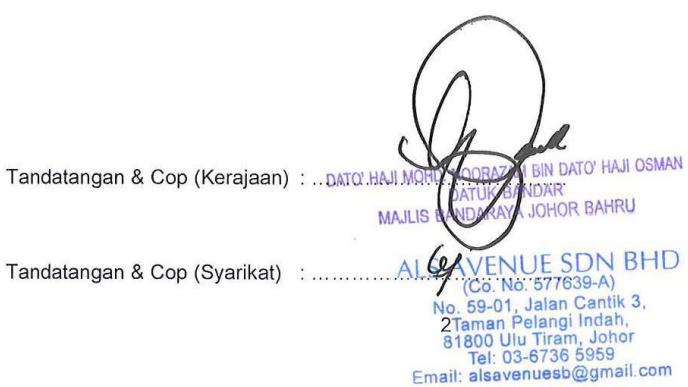 Tandatangan & Cop (Kerajaan) : ...DATO' HAJI MOHD NOORAZAM BIN DATO' HAJI OSMAN
DATUK BANDAR
MAJLIS BANDARAYA JOHOR BAHRU
Tandatangan & Cop (Syarikat) : ................ALS AVENUE SDN BHD
(Co. No. 577639-A)
No. 59-01, Jalan Cantik 3,
2Taman Pelangi Indah,
81800 Ulu Tiram, Johor
Tel: 03-6736 5959
Email: alsavenuesb@gmail.com